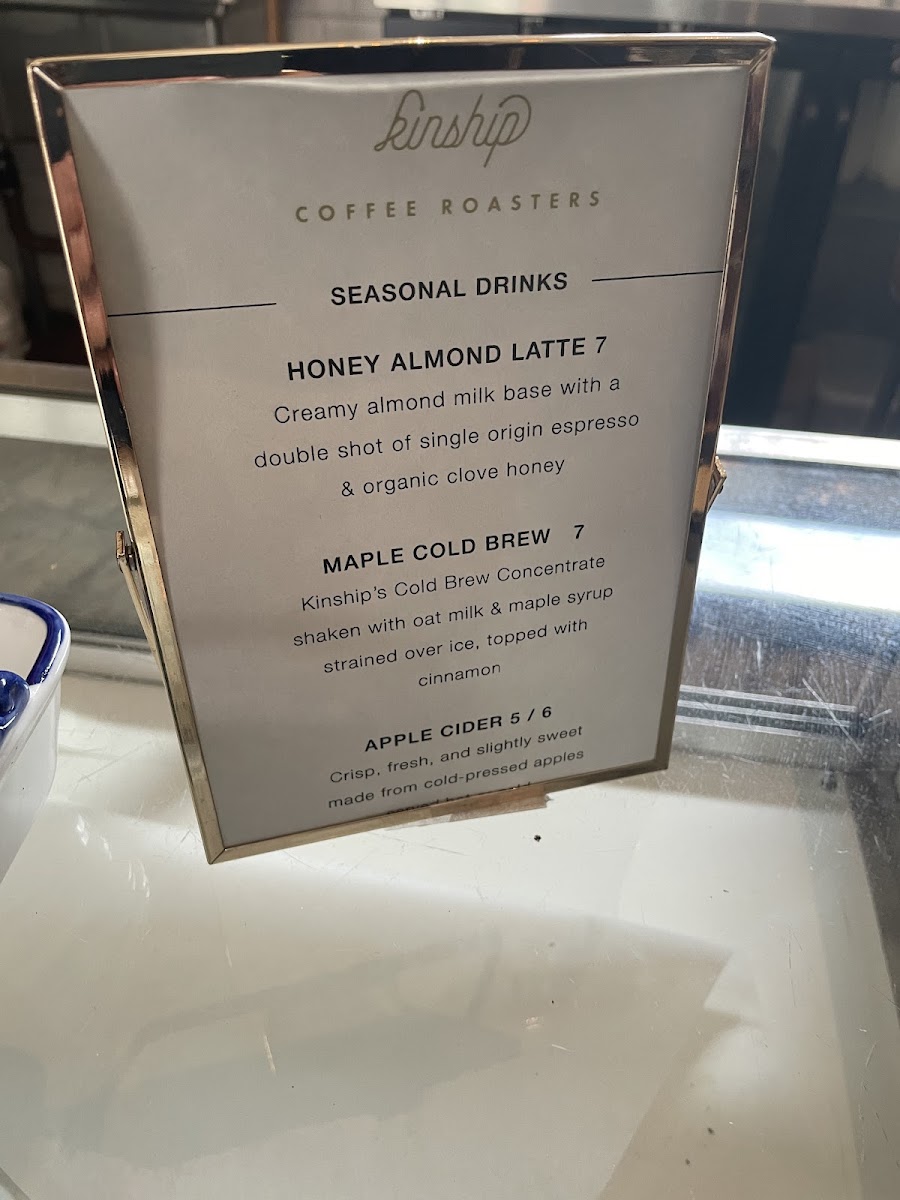 kinship
COFFEE ROASTERS
SEASONAL DRINKS
HONEY ALMOND LATTE 7
Creamy almond milk base with a
double shot of single origin espresso
& organic clove honey
MAPLE COLD BREW 7
Kinship's Cold Brew Concentrate
shaken with oat milk & maple syrup
strained over ice, topped with
cinnamon
APPLE CIDER 5 / 6
Crisp, fresh, and slightly sweet
made from cold-pressed apples